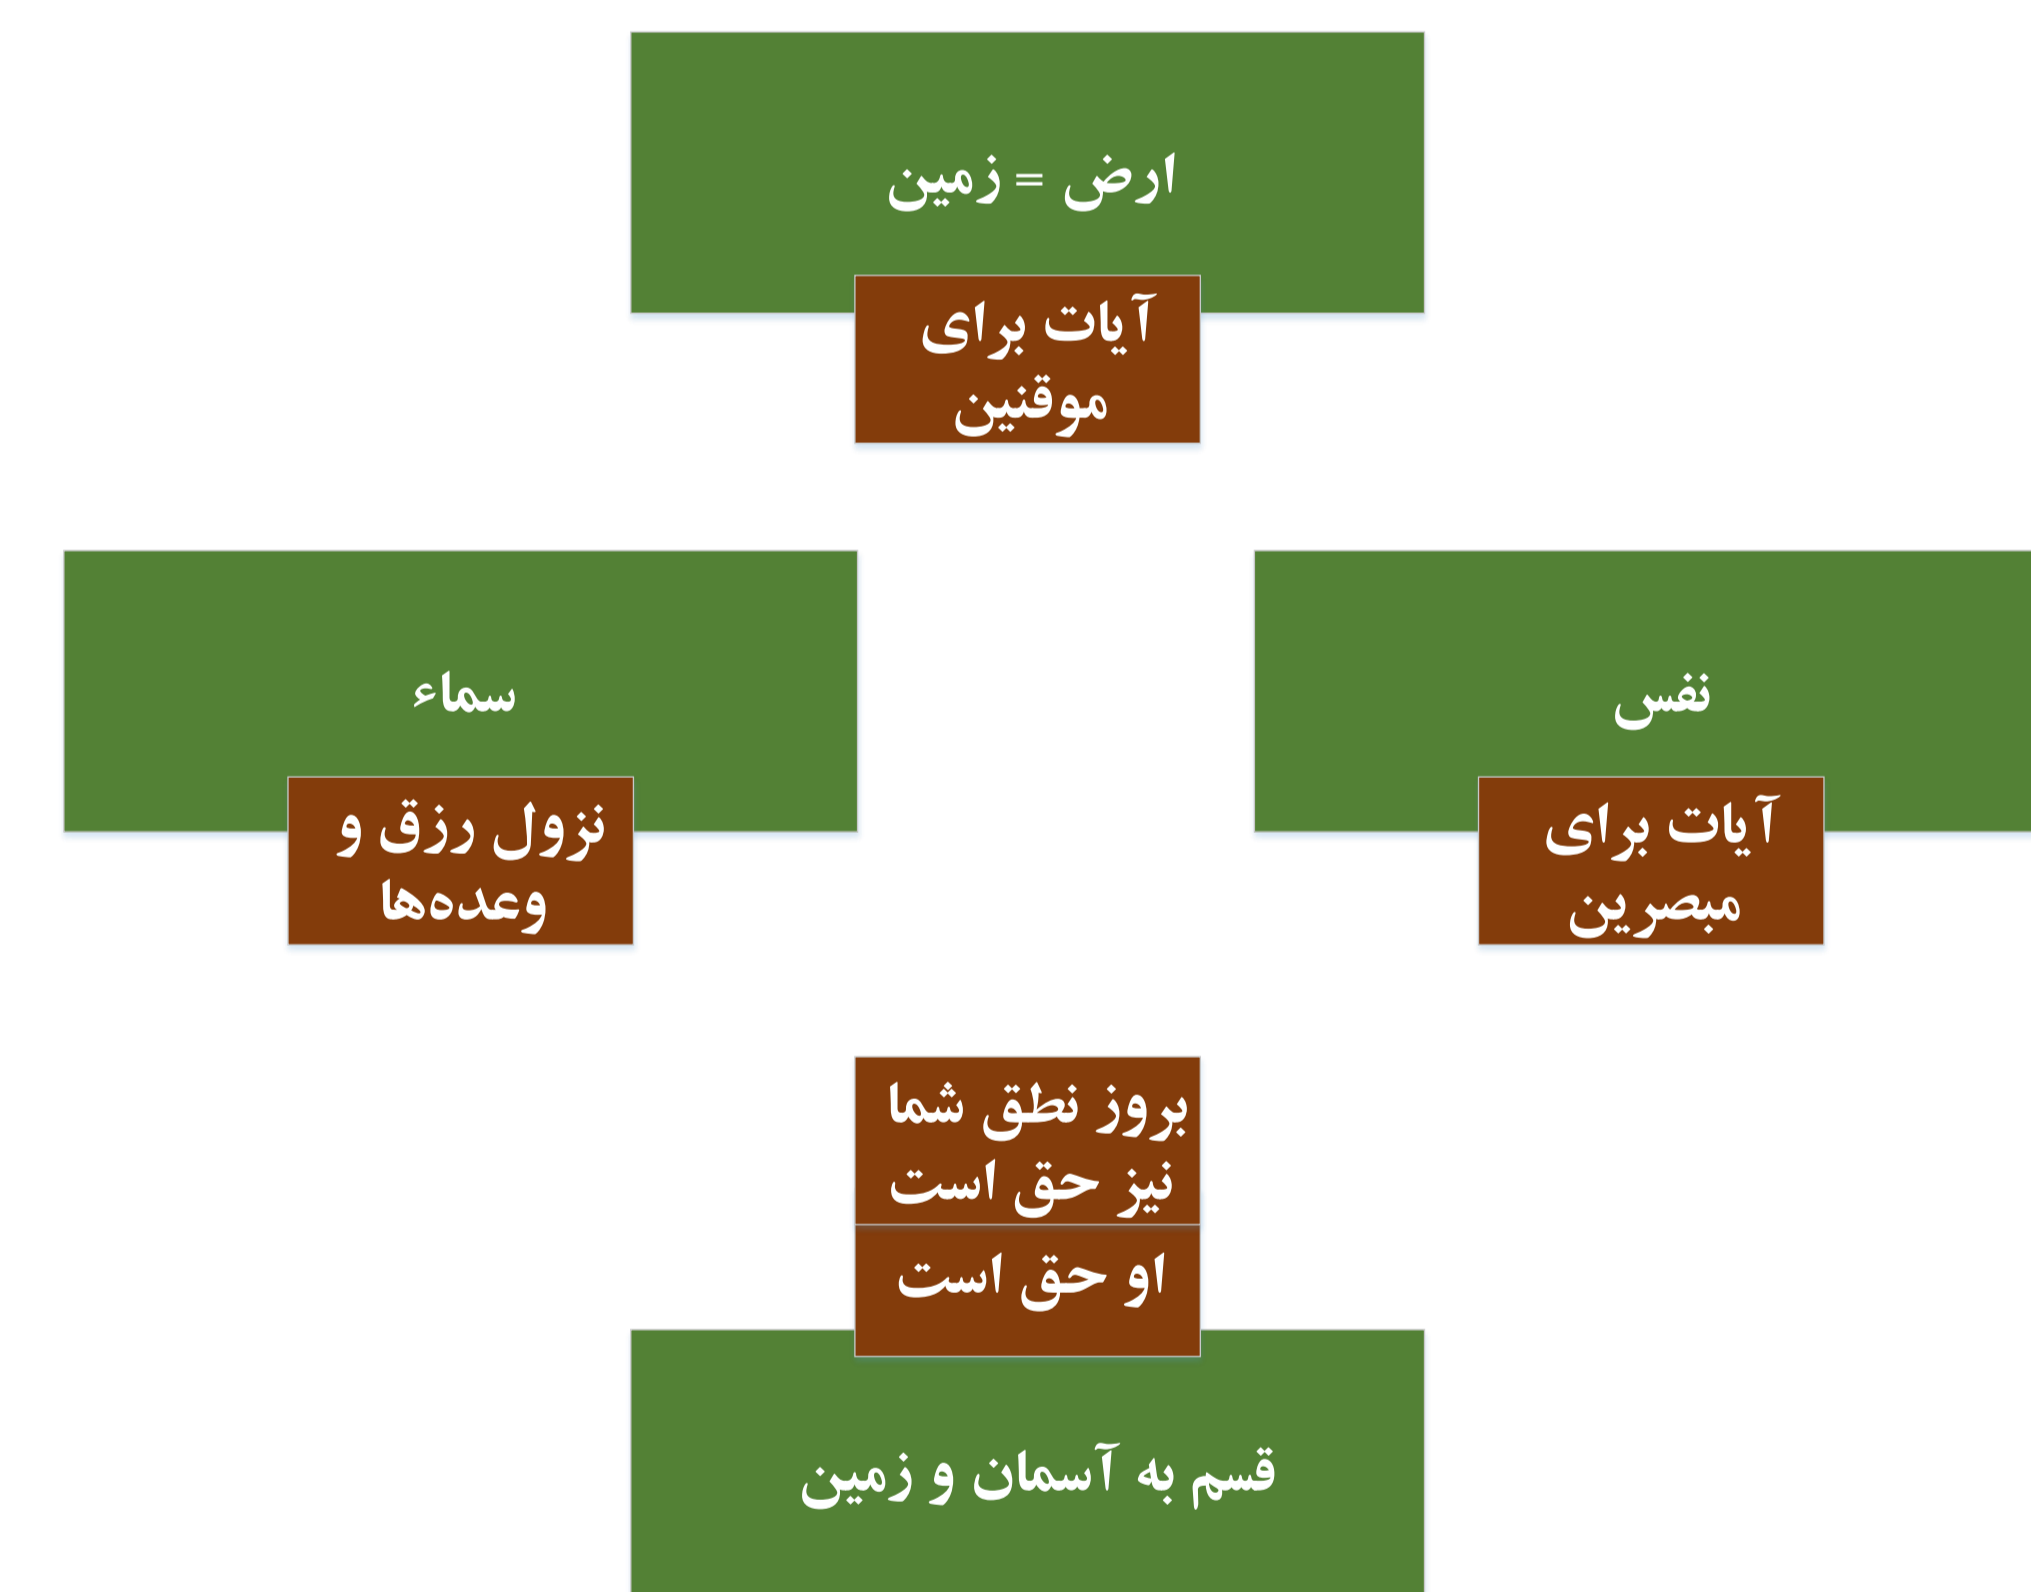 ارض = زمین
آیات برای
موقنین
نفس
آیات برای
مبصرین
سماء
نزول رزق و
وعده‌ها
بروز نطق شما
نیز حق است
او حق است
قسم به آسمان و زمین